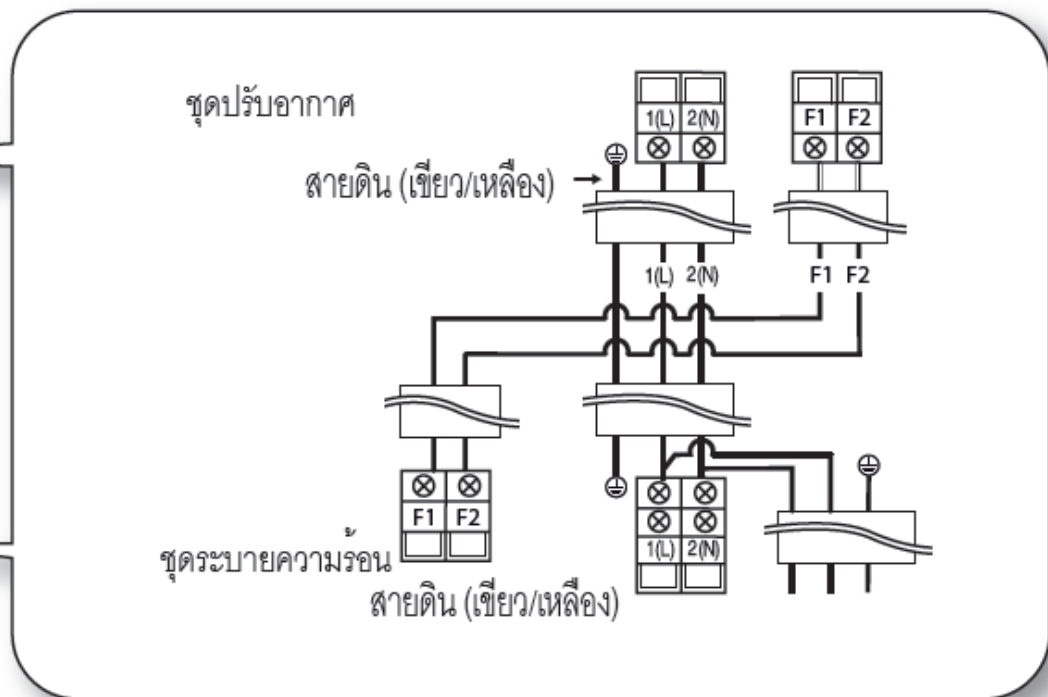 ชุดปรับอากาศ
1(L) 2(N)
F1 F2
สายดิน (เขียว/เหลือง)
1(L) 2(N)
F1 F2
F1 F2
1(L) 2(N)
ชุดระบายความร้อน
สายดิน (เขียว/เหลือง)